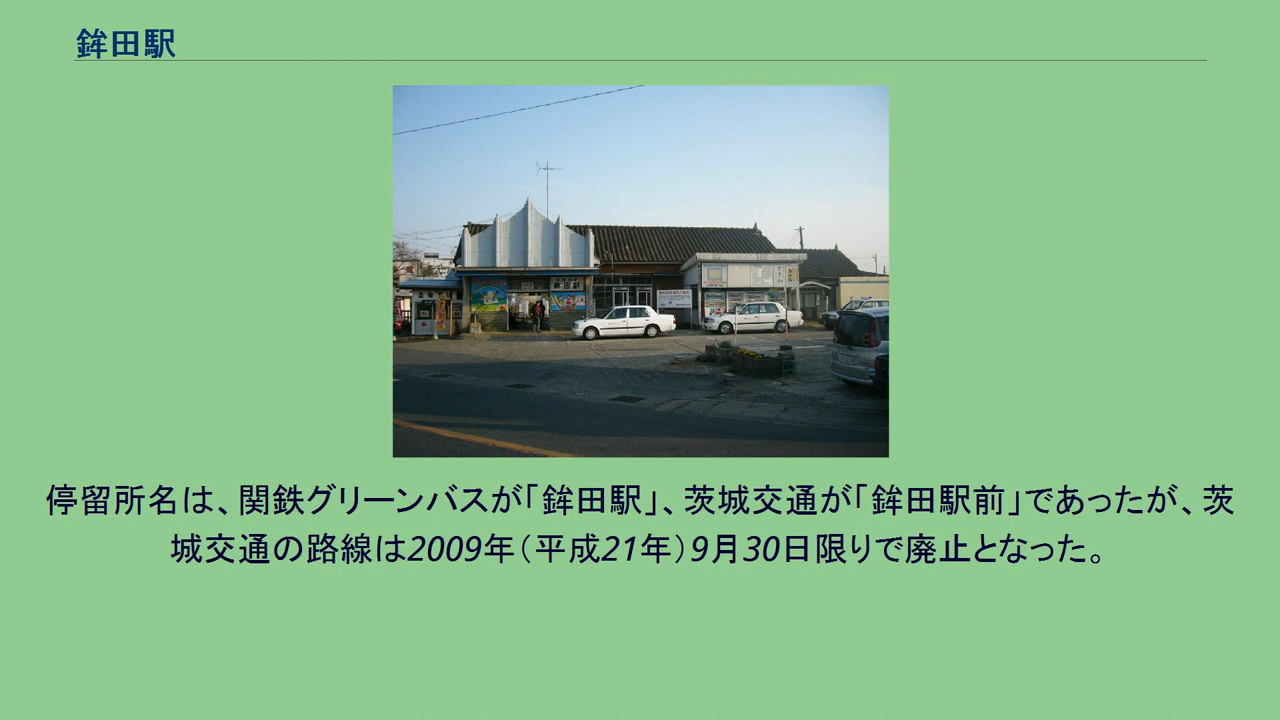 鉾田駅
鉾田駅
停留所名は、関鉄グリーンバスが「鉾田駅」、茨城交通が「鉾田駅前」であったが、茨
城交通の路線は2009年（平成21年）9月30日限りで廃止となった。